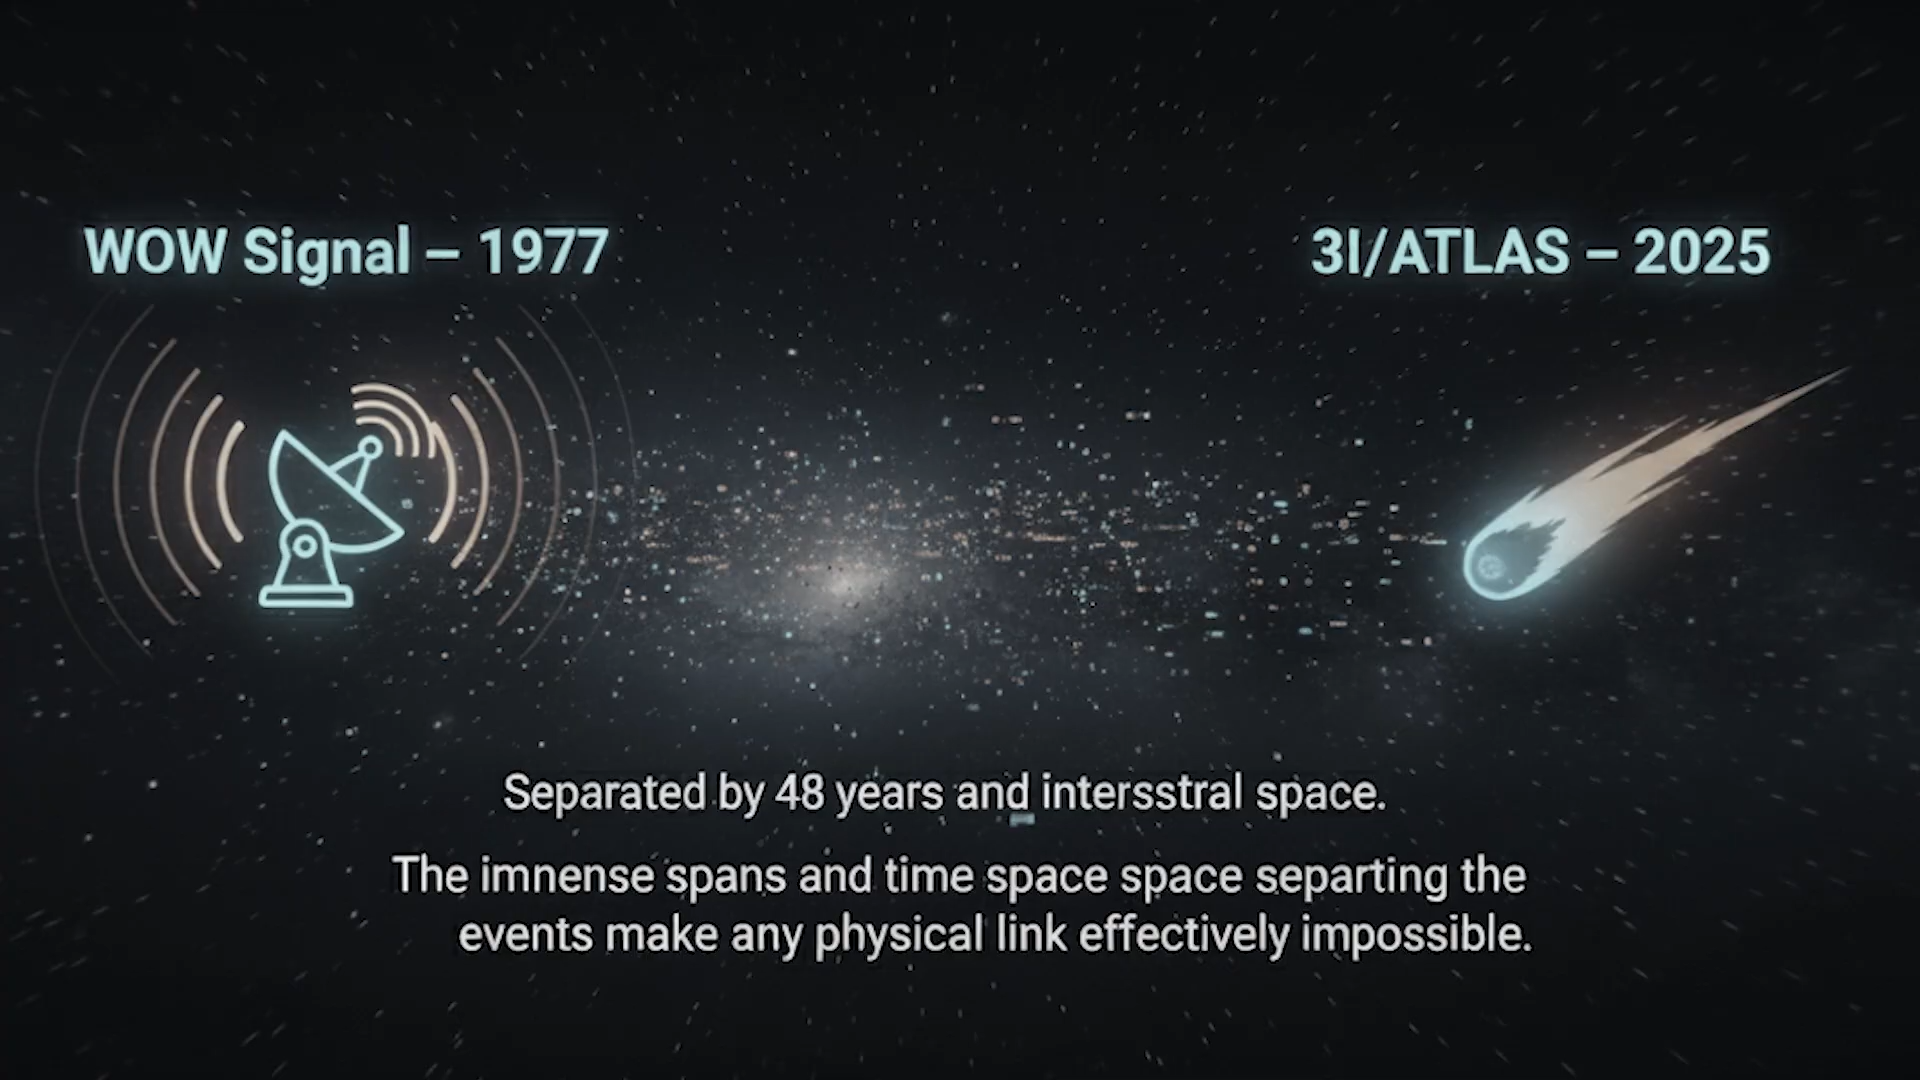 WOW Signal – 1977
3I/ATLAS – 2025
Separated by 48 years and intersstral space.
The imnense spans and time space space separting the
events make any physical link effectively impossible.